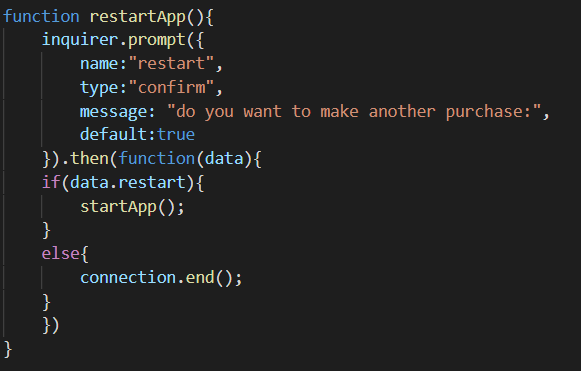 function restartApp(){
    inquirer.prompt({
        name:"restart",
        type:"confirm",
        message: "do you want to make another purchase:",
        default:true
    }).then(function(data){
    if(data.restart){
        startApp();
    }
    else{
        connection.end();
    }
    })
}